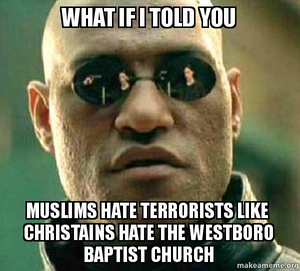 WHAT IF I TOLD YOU
MUSLIMS HATE TERRORISTS LIKE
CHRISTAINS HATE THE WESTBORO
BAPTIST CHURCH
makeameme.org